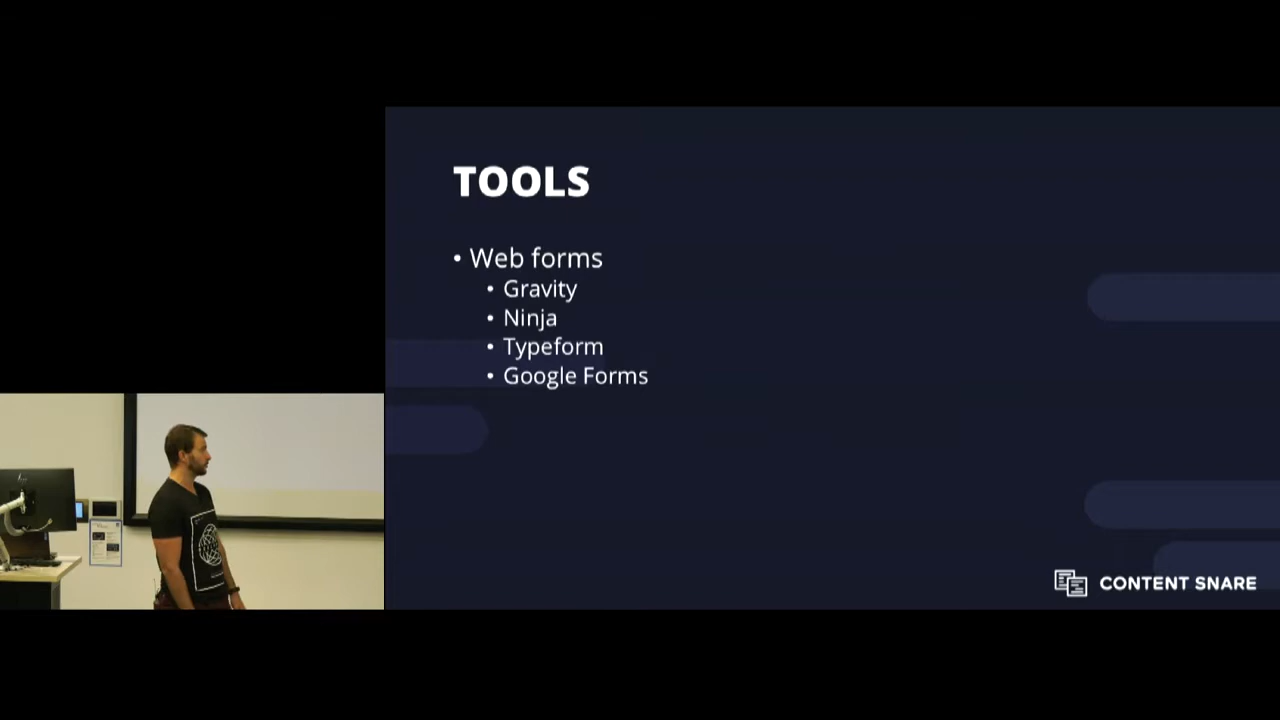 TOOLS
• Web forms
• Gravity
• Ninja
• Typeform
• Google Forms
CONTENT SNARE